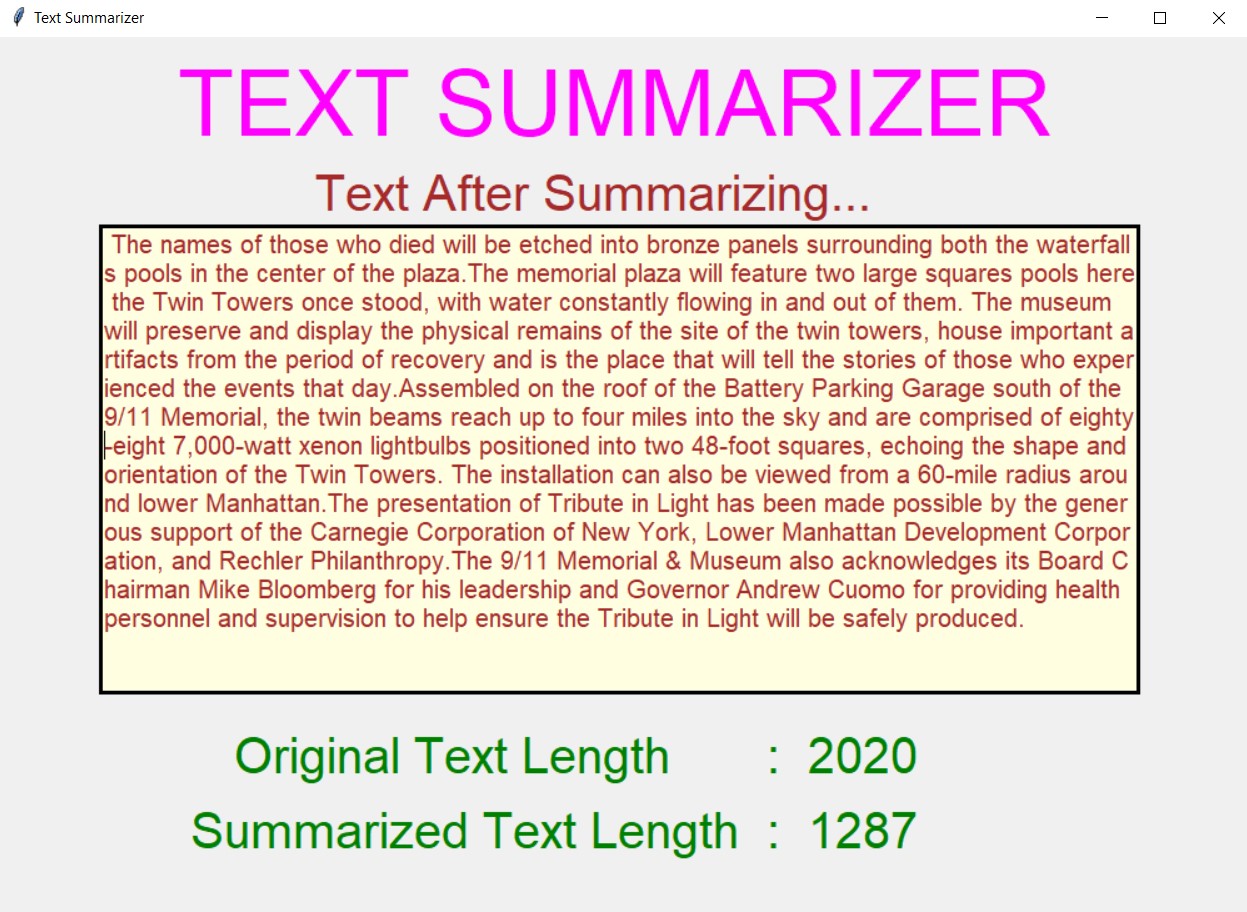 Text Summarizer
TEXT SUMMARIZER
Text After Summarizing...
The names of those who died will be etched into bronze panels surrounding both the waterfall
s pools in the center of the plaza.The memorial plaza will feature two large squares pools here
the Twin Towers once stood, with water constantly flowing in and out of them. The museum
will preserve and display the physical remains of the site of the twin towers, house important a
rtifacts from the period of recovery and is the place that will tell the stories of those who exper
ienced the events that day.Assembled on the roof of the Battery Parking Garage south of the
9/11 Memorial, the twin beams reach up to four miles into the sky and are comprised of eighty
-eight 7,000-watt xenon lightbulbs positioned into two 48-foot squares, echoing the shape and
orientation of the Twin Towers. The installation can also be viewed from a 60-mile radius arou
nd lower Manhattan.The presentation of Tribute in Light has been made possible by the gener
ous support of the Carnegie Corporation of New York, Lower Manhattan Development Corpor
ation, and Rechler Philanthropy.The 9/11 Memorial & Museum also acknowledges its Board C
hairman Mike Bloomberg for his leadership and Governor Andrew Cuomo for providing health
personnel and supervision to help ensure the Tribute in Light will be safely produced.
Original Text Length : 2020
Summarized Text Length : 1287